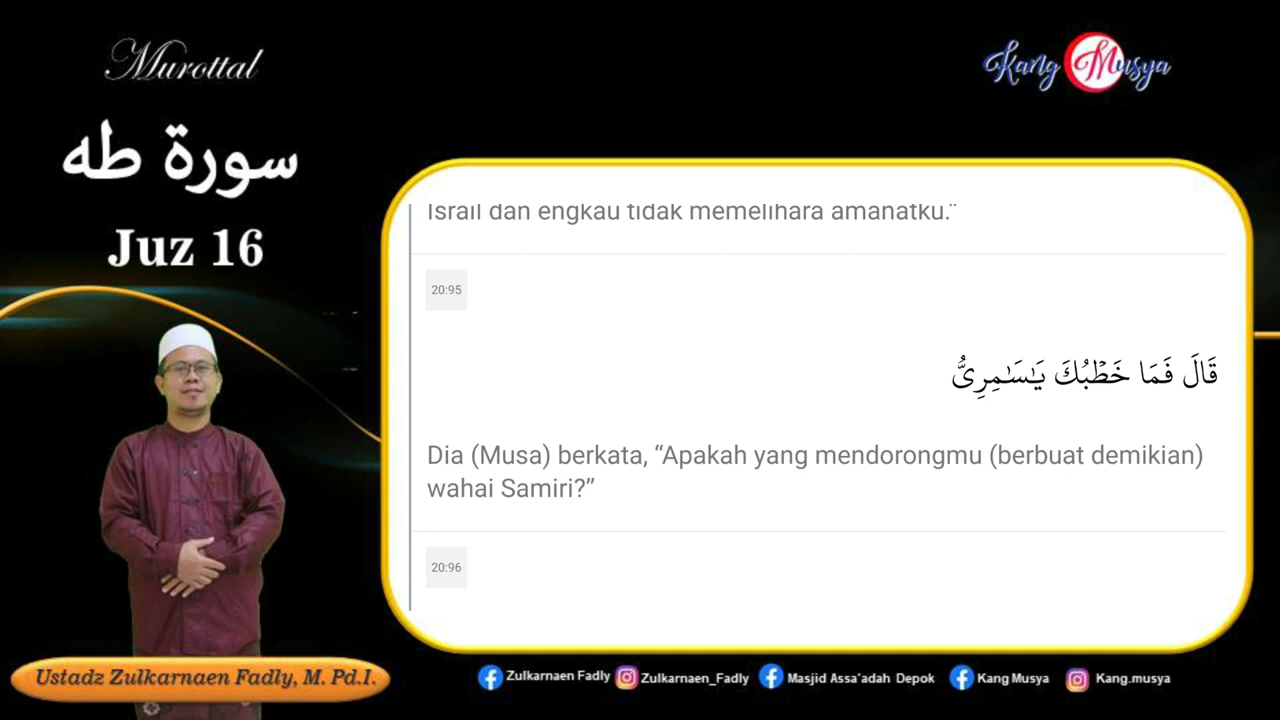 Murottal
Kang Musya
سورة طه
Juz 16
Israil dan engkau tidak memelihara amanatku.”
20:95
قَالَ فَمَا خَطْبُكَ يَـٰسَـٰمِرِىُّ
Dia (Musa) berkata, “Apakah yang mendorongmu (berbuat demikian)
wahai Samiri?”
20:96
Ustadz Zulkarnaen Fadly, M. Pd.I.
Zulkarnaen Fadly Zulkarnaen_Fadly Masjid Assa'adah Depok Kang Musya Kang.musya